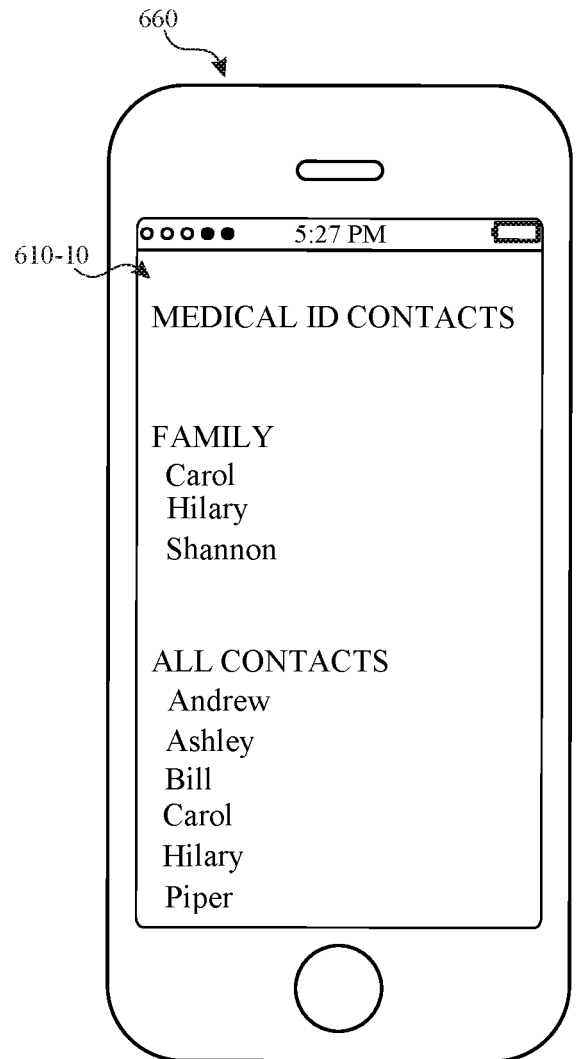 660
5:27 PM
610-10
MEDICAL ID CONTACTS
FAMILY
Carol
Hilary
Shannon
ALL CONTACTS
Andrew
Ashley
Bill
Carol
Hilary
Piper